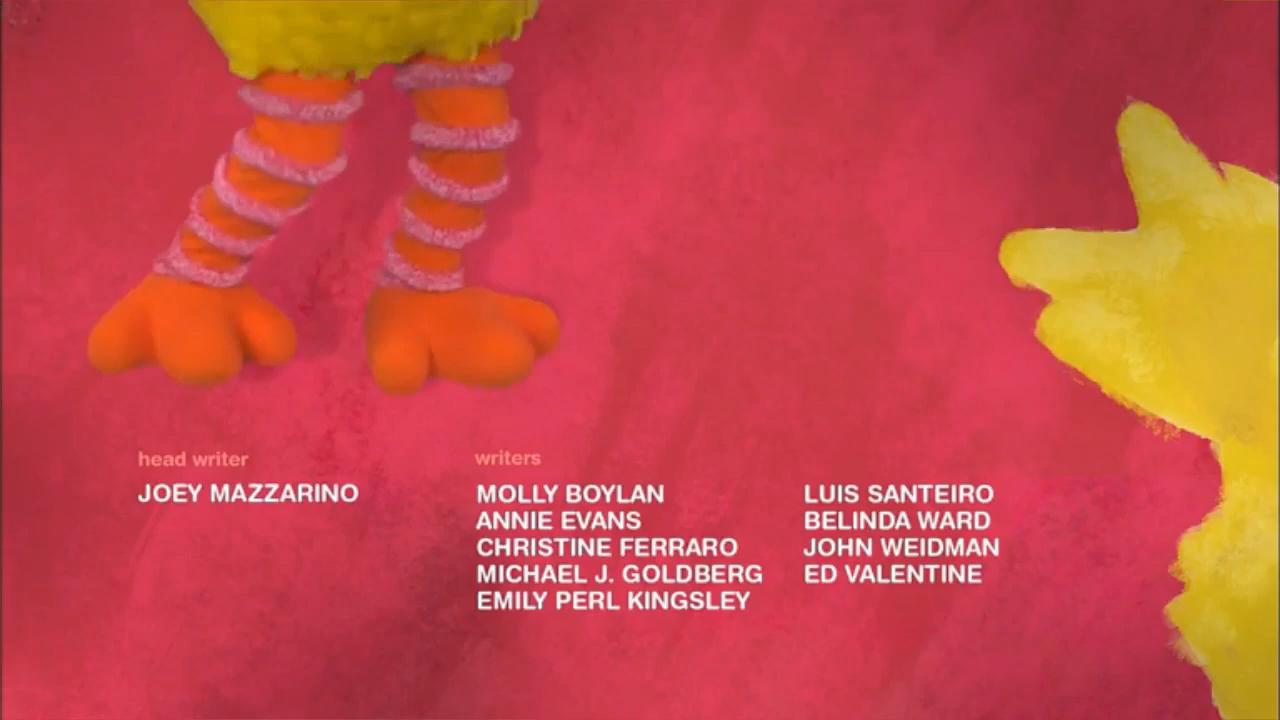 head writer
JOEY MAZZARINO
writers
MOLLY BOYLAN
ANNIE EVANS
CHRISTINE FERRARO
MICHAEL J. GOLDBERG
EMILY PERL KINGSLEY
LUIS SANTEIRO
BELINDA WARD
JOHN WEIDMAN
ED VALENTINE